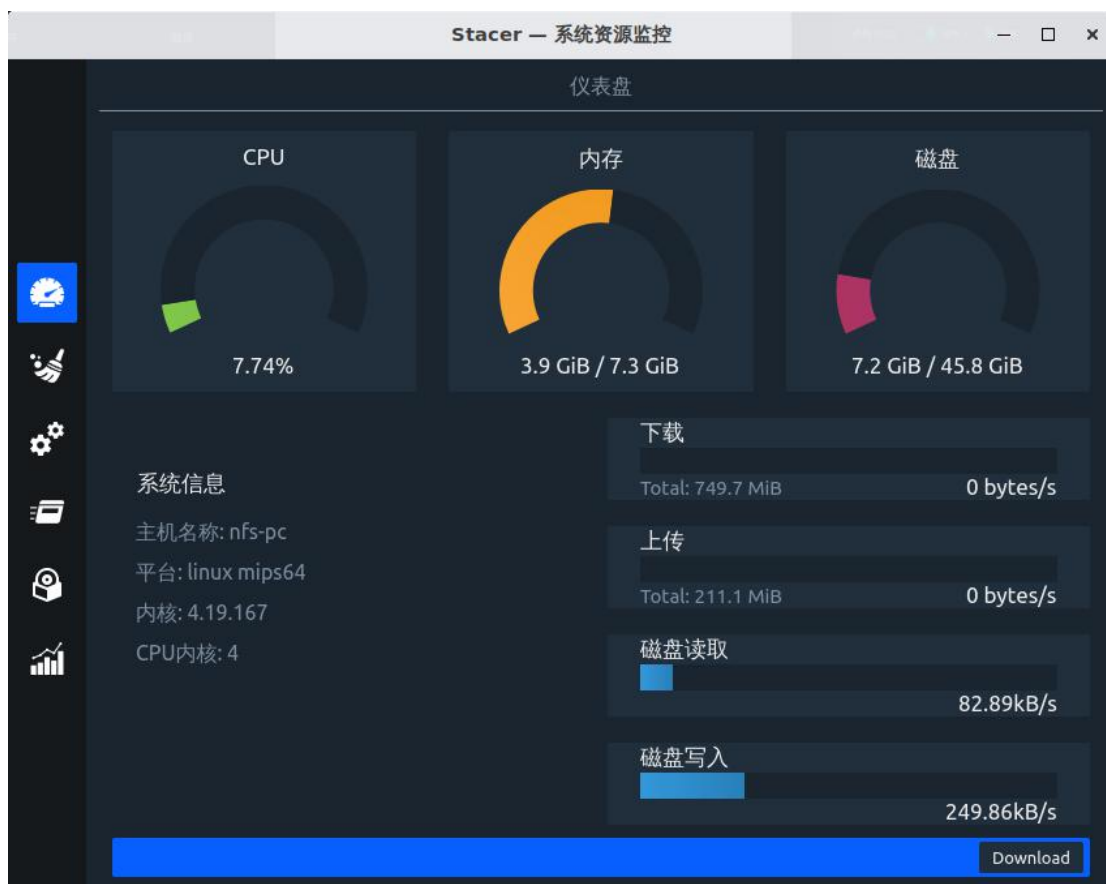 Stacer — 系统资源监控
仪表盘
CPU
7.74%
内存
3.9 GiB / 7.3 GiB
磁盘
7.2 GiB / 45.8 GiB
系统信息
主机名称: nfs-pc
平台: linux mips64
内核: 4.19.167
CPU内核: 4
下载
Total: 749.7 MiB 0 bytes/s
上传
Total: 211.1 MiB 0 bytes/s
磁盘读取
82.89kB/s
磁盘写入
249.86kB/s
Download